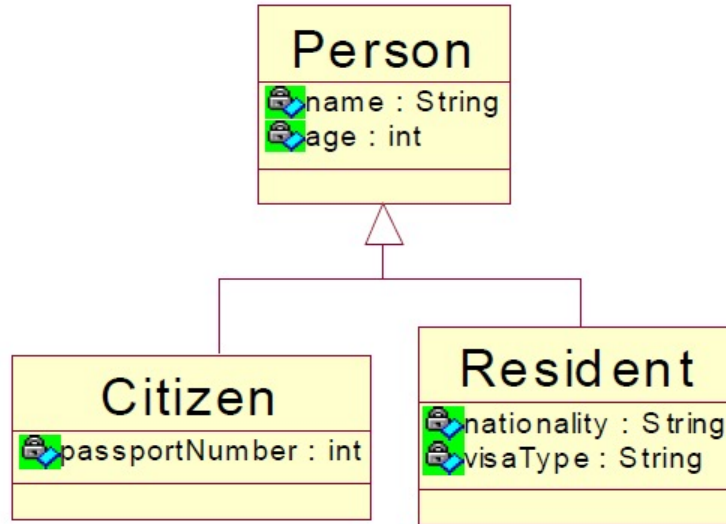 Person
name : String
age : int
Citizen
passportNumber : int
Resident
nationality : String
visaType : String